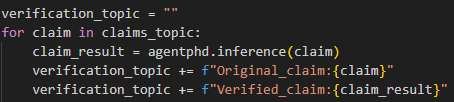 verification_topic = ""
for claim in claims_topic:
    claim_result = agentphd.inference(claim)
    verification_topic += f"Original_claim:{claim}"
    verification_topic += f"Verified_claim:{claim_result}"